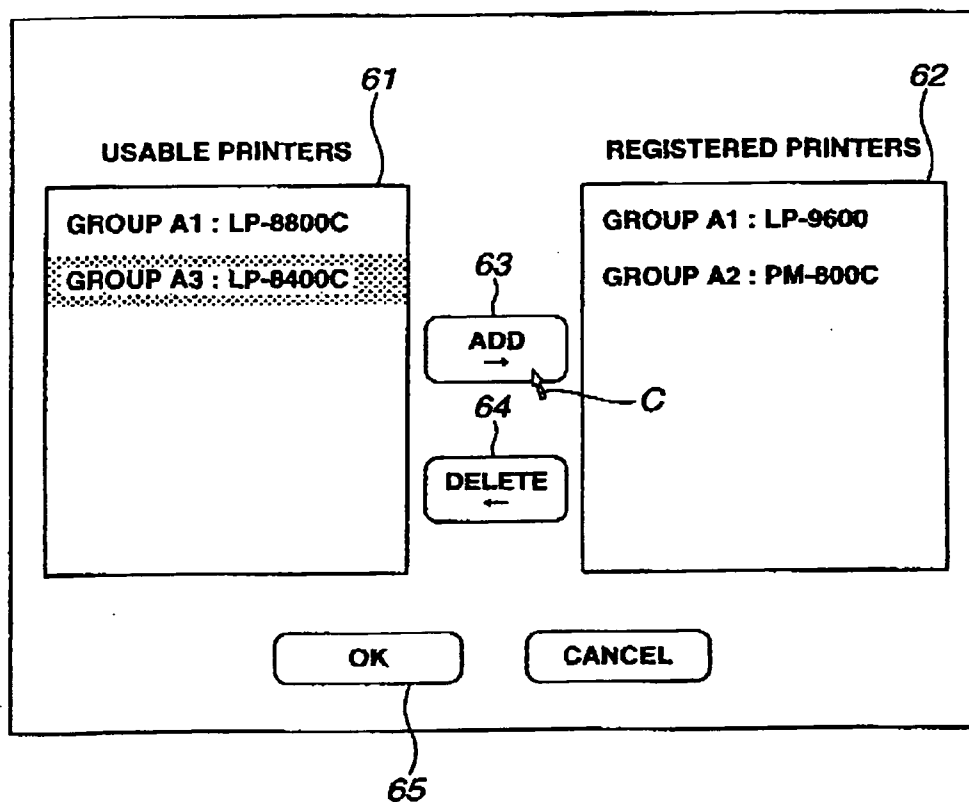 61
62
USABLE PRINTERS
REGISTERED PRINTERS
GROUP A1 : LP-8800C
GROUP A3 : LP-8400C
GROUP A1 : LP-9600
GROUP A2 : PM-800C
63
ADD
→
C
64
DELETE
←
OK
CANCEL
65